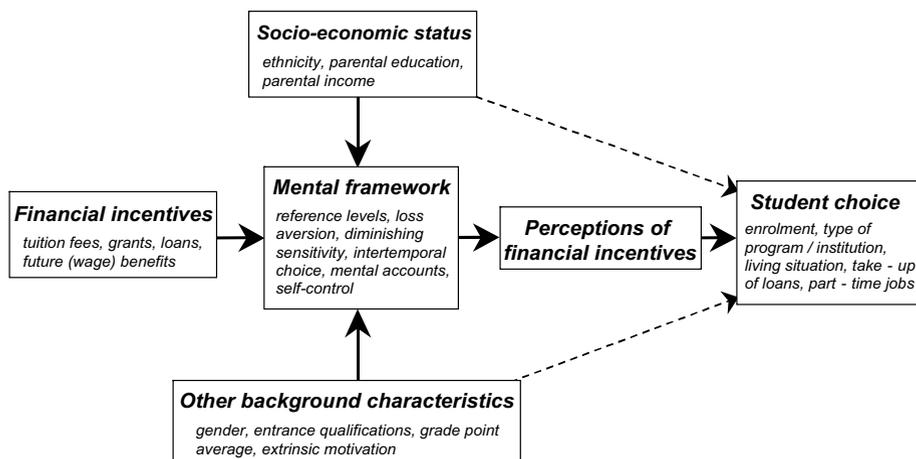 Socio-economic status
ethnicity, parental education,
parental income
Financial incentives
tuition fees, grants, loans,
future (wage) benefits
Mental framework
reference levels, loss
aversion, diminishing
sensitivity, intertemporal
choice, mental accounts,
self-control
Perceptions of
financial incentives
Student choice
enrolment, type of
program / institution,
living situation, take - up
of loans, part - time jobs
Other background characteristics
gender, entrance qualifications, grade point
average, extrinsic motivation